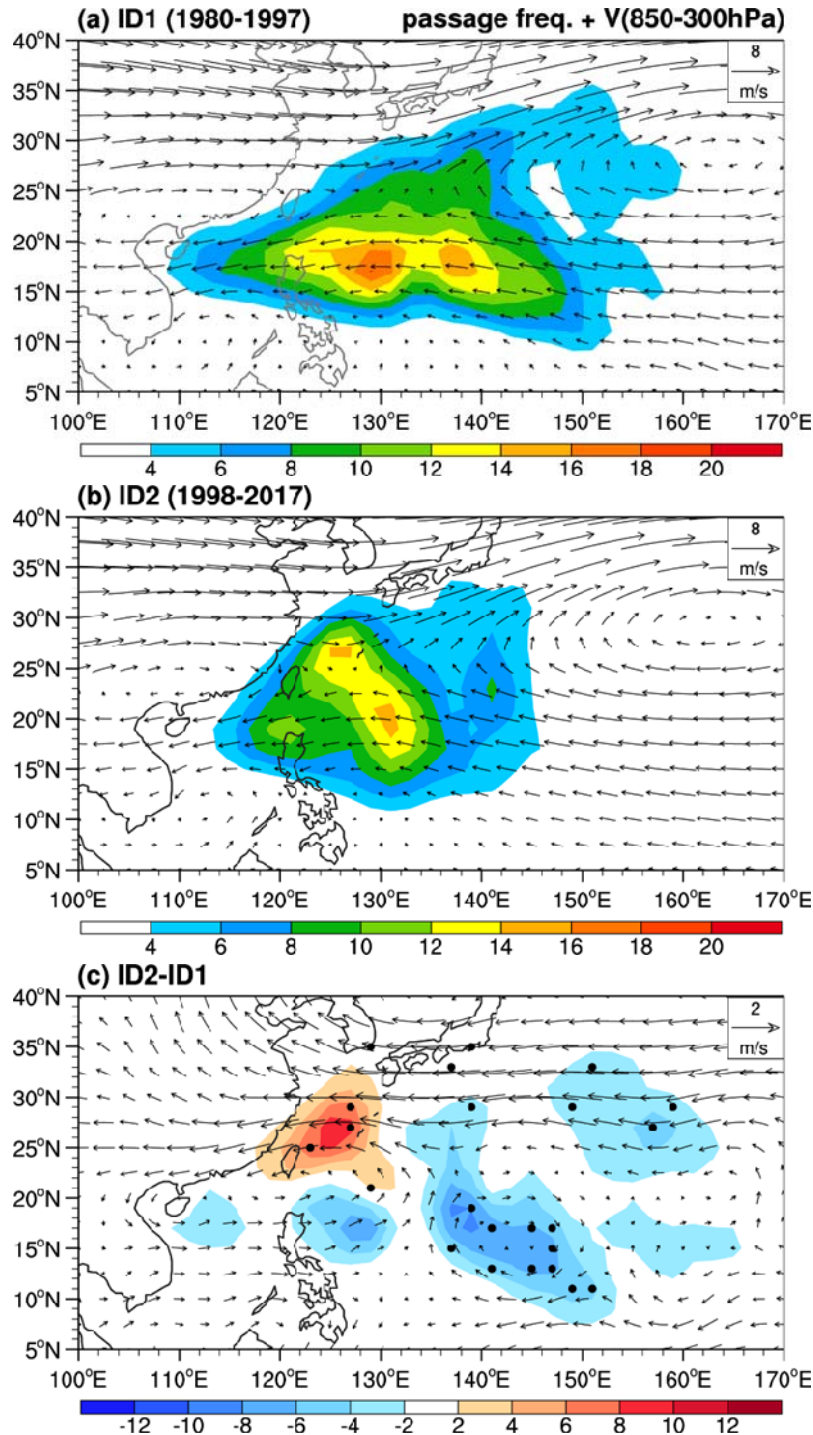 (a) ID1 (1980-1997) passage freq. + V(850-300hPa)
40°N
8
m/s
35°N
30°N
25°N
20°N
15°N
10°N
5°N
100°E 110°E 120°E 130°E 140°E 150°E 160°E 170°E
4 6 8 10 12 14 16 18 20
(b) ID2 (1998-2017)
40°N
8
m/s
35°N
30°N
25°N
20°N
15°N
10°N
5°N
100°E 110°E 120°E 130°E 140°E 150°E 160°E 170°E
4 6 8 10 12 14 16 18 20
(c) ID2-ID1
40°N
2
m/s
35°N
30°N
25°N
20°N
15°N
10°N
5°N
100°E 110°E 120°E 130°E 140°E 150°E 160°E 170°E
-12 -10 -8 -6 -4 -2 2 4 6 8 10 12